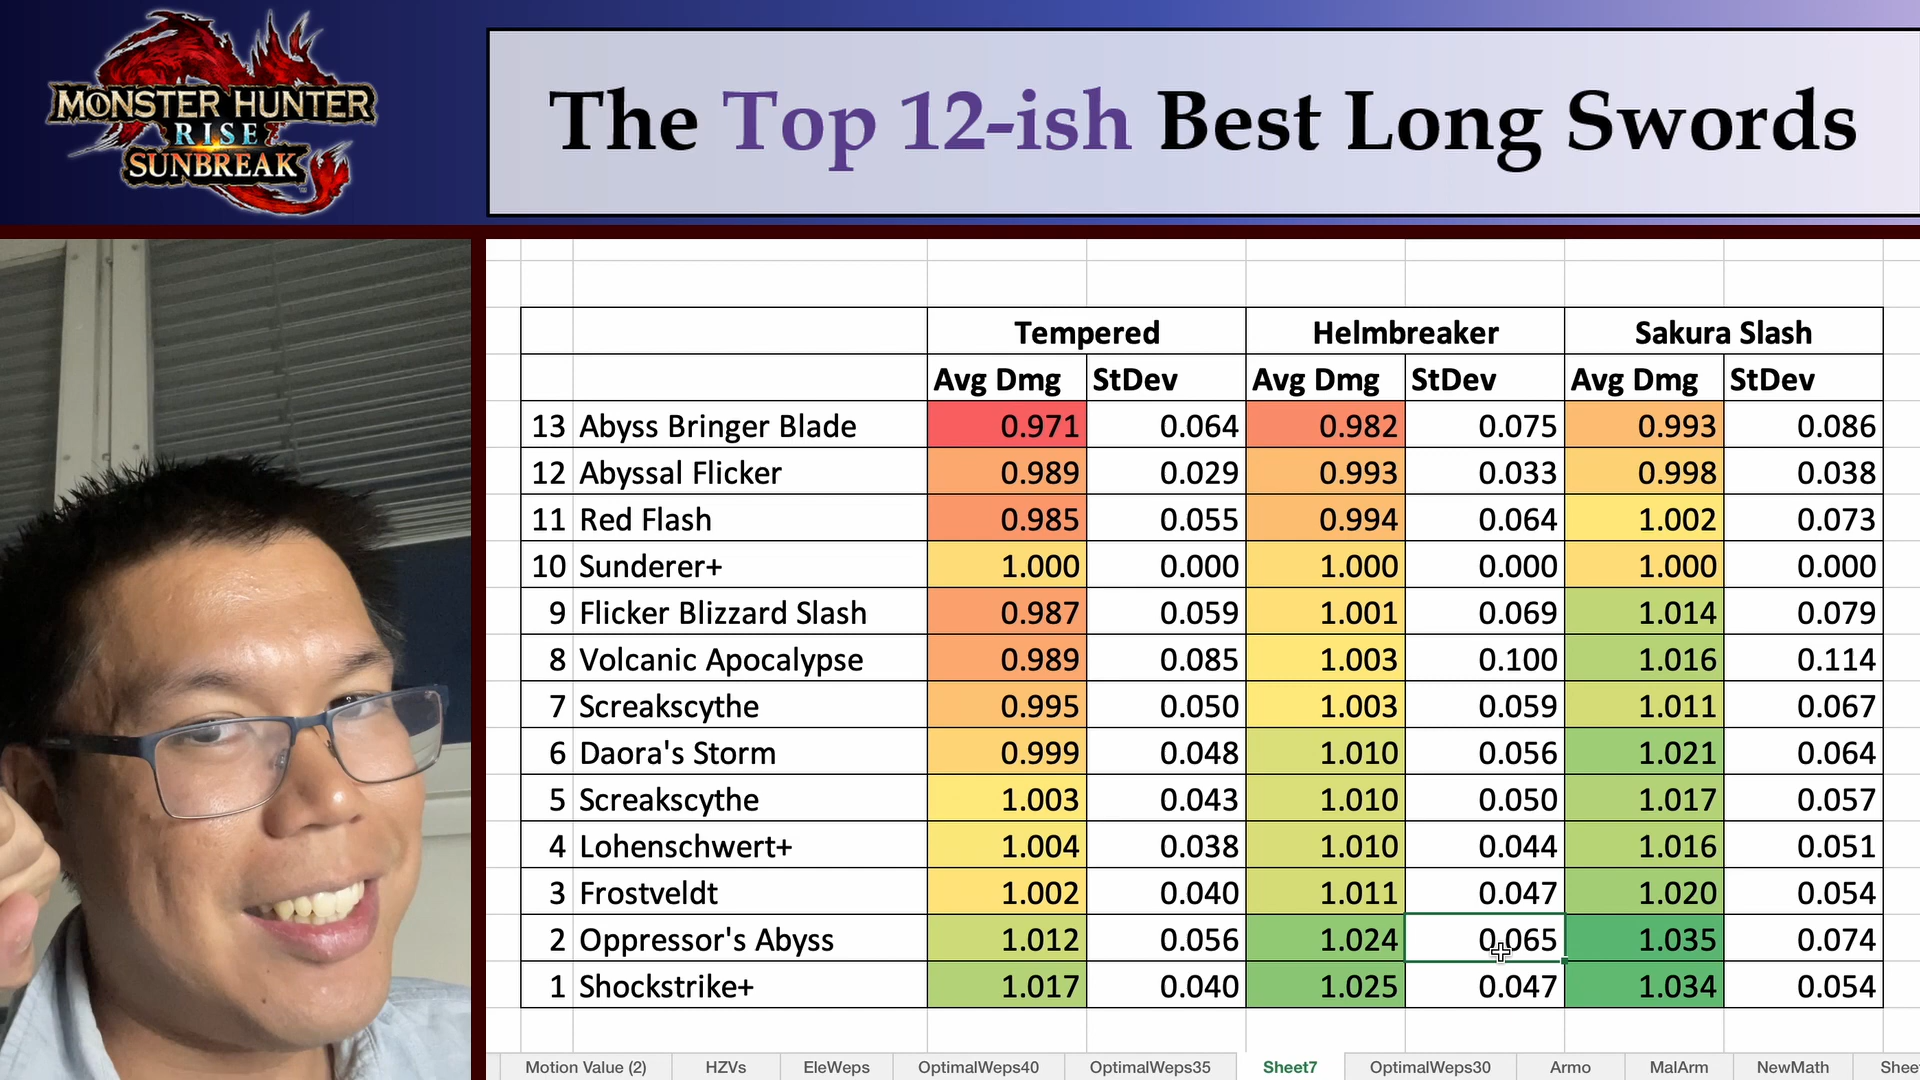 MONSTER HUNTER
RISE
SUNBREAK
The Top 12-ish Best Long Swords
Tempered Helmbreaker Sakura Slash
Avg Dmg StDev Avg Dmg StDev Avg Dmg StDev
13 Abyss Bringer Blade 0.971 0.064 0.982 0.075 0.993 0.086
12 Abyssal Flicker 0.989 0.029 0.993 0.033 0.998 0.038
11 Red Flash 0.985 0.055 0.994 0.064 1.002 0.073
10 Sunderer+ 1.000 0.000 1.000 0.000 1.000 0.000
9 Flicker Blizzard Slash 0.987 0.059 1.001 0.069 1.014 0.079
8 Volcanic Apocalypse 0.989 0.085 1.003 0.100 1.016 0.114
7 Screakscythe 0.995 0.050 1.003 0.059 1.011 0.067
6 Daora's Storm 0.999 0.048 1.010 0.056 1.021 0.064
5 Screakscythe 1.003 0.043 1.010 0.050 1.017 0.057
4 Lohenschwert+ 1.004 0.038 1.010 0.044 1.016 0.051
3 Frostveldt 1.002 0.040 1.011 0.047 1.020 0.054
2 Oppressor's Abyss 1.012 0.056 1.024 0.065 1.035 0.074
1 Shockstrike+ 1.017 0.040 1.025 0.047 1.034 0.054
Motion Value (2) HZVs EleWeps OptimalWeps40 OptimalWeps35 Sheet7 OptimalWeps30 Armo MalArm NewMath Shee